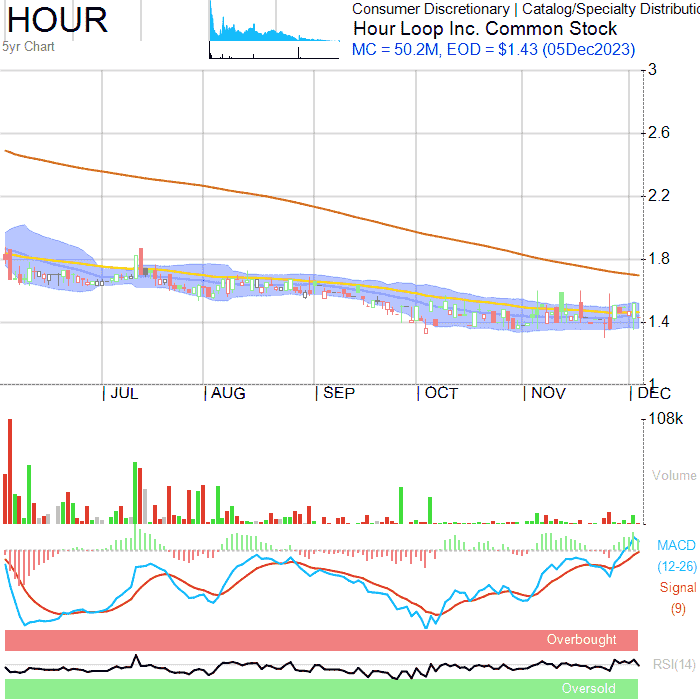 HOUR
5yr Chart
Consumer Discretionary | Catalog/Specialty Distributio
Hour Loop Inc. Common Stock
MC = 50.2M, EOD = $1.43 (05Dec2023)
3
2.6
2.2
1.8
1.4
1
JUL
AUG
SEP
OCT
NOV
DEC
108k
Volume
MACD
(12-26)
Signal
(9)
Overbought
RSI(14)
Oversold